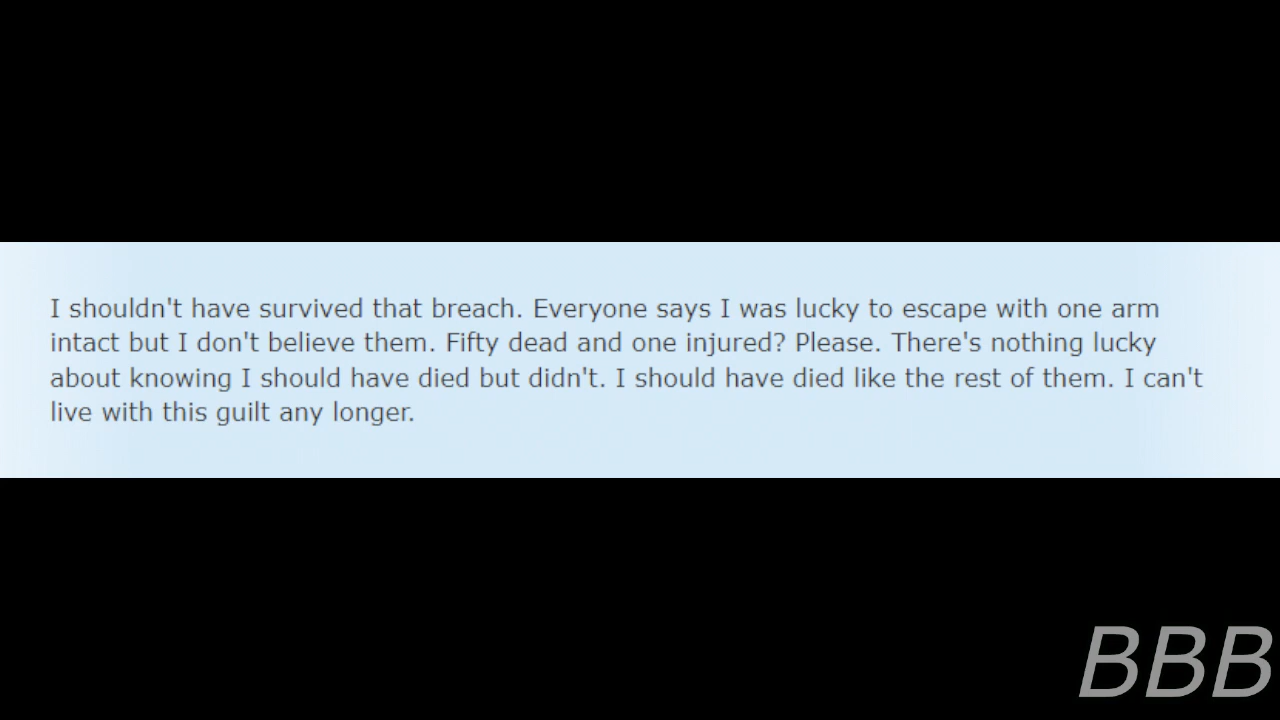 I shouldn't have survived that breach. Everyone says I was lucky to escape with one arm
intact but I don't believe them. Fifty dead and one injured? Please. There's nothing lucky
about knowing I should have died but didn't. I should have died like the rest of them. I can't
live with this guilt any longer.
BBB